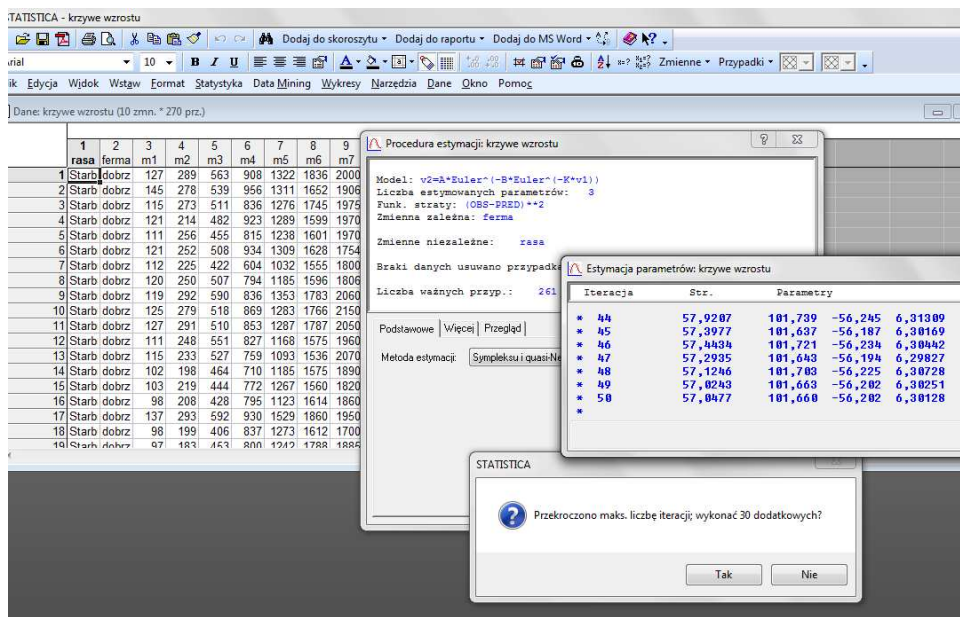 STATISTICA - krzywe wzrostu
Dodaj do skoroszytu Dodaj do raportu Dodaj do MS Word
10 B I U Zmienne Przypadki
Edycja Widok Wstaw Format Statystyka Data Mining Wykresy Narzędzia Dane Okno Pomoc
Dane: krzywe wzrostu (10 zmn. * 270 prz.)
1 2 3 4 5 6 7 8 9
rasa ferma m1 m2 m3 m4 m5 m6 m7
1 Starb dobrz 127 289 563 908 1322 1836 2000
2 Starb dobrz 145 278 539 956 1311 1652 1906
3 Starb dobrz 115 273 511 836 1276 1745 1975
4 Starb dobrz 121 214 482 923 1289 1599 1970
5 Starb dobrz 111 256 455 815 1238 1601 1970
6 Starb dobrz 121 252 508 934 1309 1628 1754
7 Starb dobrz 112 225 422 604 1032 1555 1800
8 Starb dobrz 120 250 507 794 1185 1596 1806
9 Starb dobrz 119 292 590 836 1353 1783 2060
10 Starb dobrz 125 279 518 869 1283 1766 2150
11 Starb dobrz 127 291 510 853 1287 1787 2050
12 Starb dobrz 111 248 551 827 1168 1575 1960
13 Starb dobrz 115 233 527 759 1093 1536 2070
14 Starb dobrz 102 198 464 710 1185 1575 1890
15 Starb dobrz 103 219 444 772 1267 1560 1820
16 Starb dobrz 98 208 428 795 1123 1614 1860
17 Starb dobrz 137 293 592 930 1529 1860 1950
18 Starb dobrz 98 199 406 837 1273 1612 1700
19 Starb dobrz 97 183 453 800 1242 1788 1885
Procedura estymacji: krzywe wzrostu
Model: v2=A*Euler^(-B*Euler^(-K*v1))
Liczba estymowanych parametrów: 3
Funk. straty: (OBS-PRED)**2
Zmienna zależna: ferma
Zmienne niezależne: rasa
Braki danych usuwano przypadka
Liczba ważnych przyp.: 261
Podstawowe Więcej Przegląd
Metoda estymacji: Sympleksu i quasi-Ne
Estymacja parametrów: krzywe wzrostu
Iteracja Str. Parametry
* 44 57,9207 101,739 -56,245 6,31309
* 45 57,3977 101,637 -56,187 6,30169
* 46 57,4434 101,721 -56,234 6,30442
* 47 57,2935 101,643 -56,194 6,29827
* 48 57,1246 101,703 -56,225 6,30728
* 49 57,0243 101,663 -56,202 6,30251
* 50 57,0477 101,660 -56,202 6,30128
*
STATISTICA
Przekroczono maks. liczbę iteracji; wykonać 30 dodatkowych?
Tak Nie